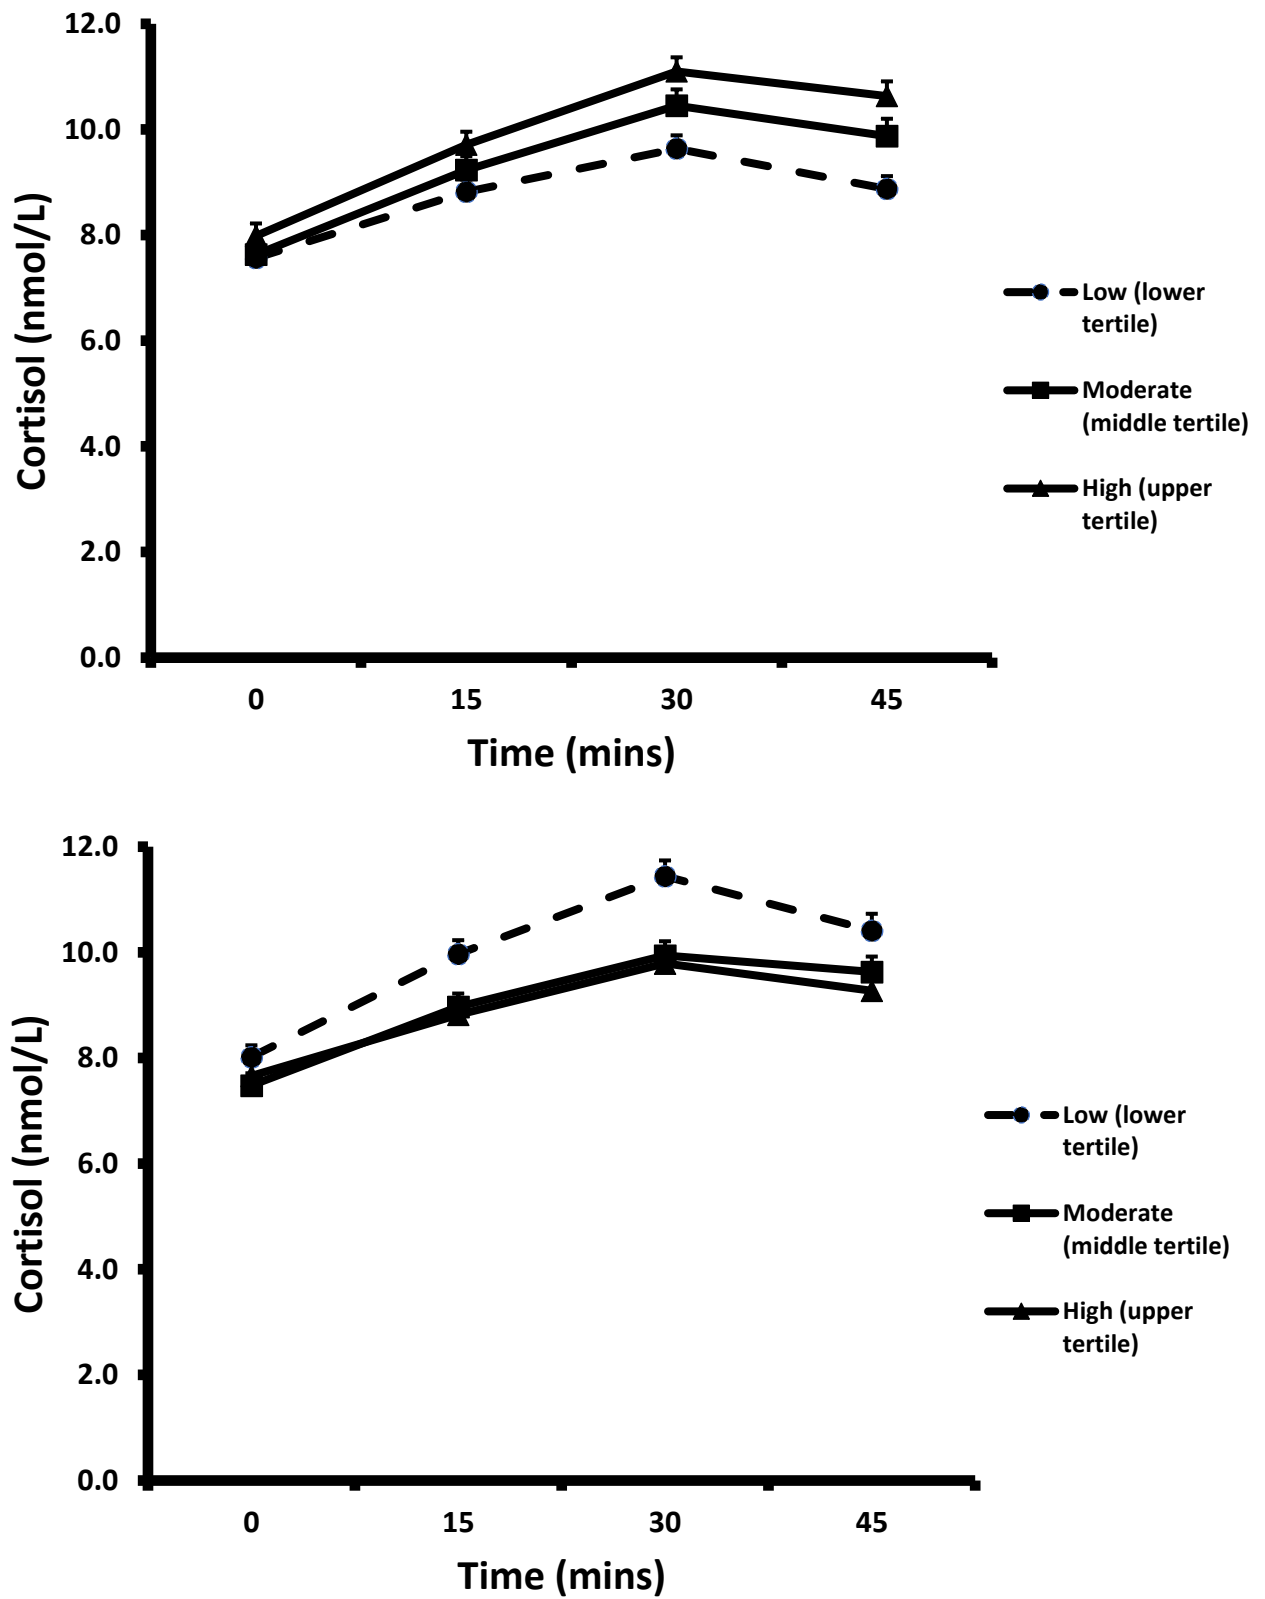 12.0
10.0
8.0
6.0
4.0
2.0
0.0
Cortisol (nmol/L)
0 15 30 45
Time (mins)
Low (lower
tertile)
Moderate
(middle tertile)
High (upper
tertile)
12.0
10.0
8.0
6.0
4.0
2.0
0.0
Cortisol (nmol/L)
0 15 30 45
Time (mins)
Low (lower
tertile)
Moderate
(middle tertile)
High (upper
tertile)